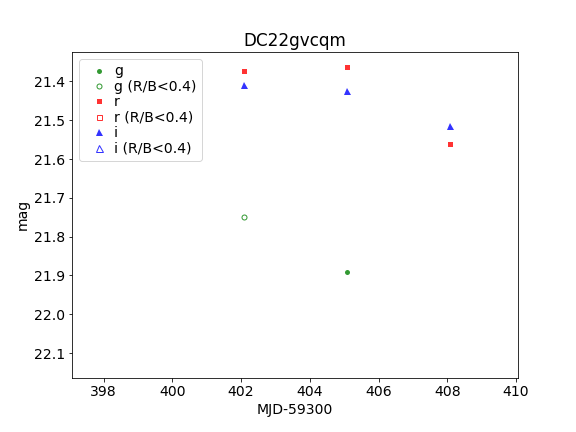 DC22gvcqm
g
g (R/B<0.4)
r
r (R/B<0.4)
i
i (R/B<0.4)
mag
21.4
21.5
21.6
21.7
21.8
21.9
22.0
22.1
398 400 402 404 406 408 410
MJD-59300